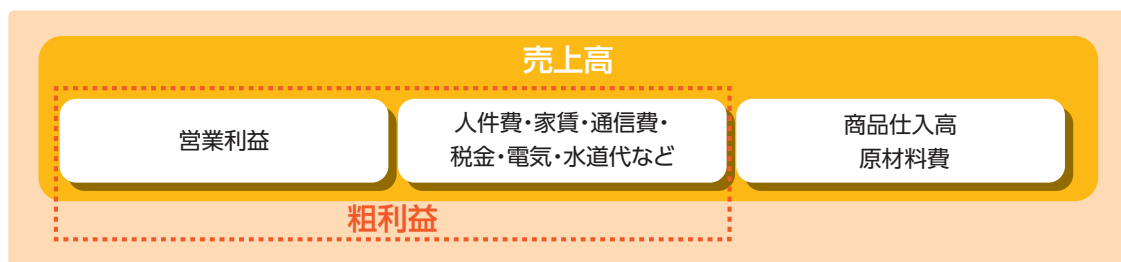 売上高
営業利益
人件費・家賃・通信費・
税金・電気・水道代など
商品仕入高
原材料費
粗利益